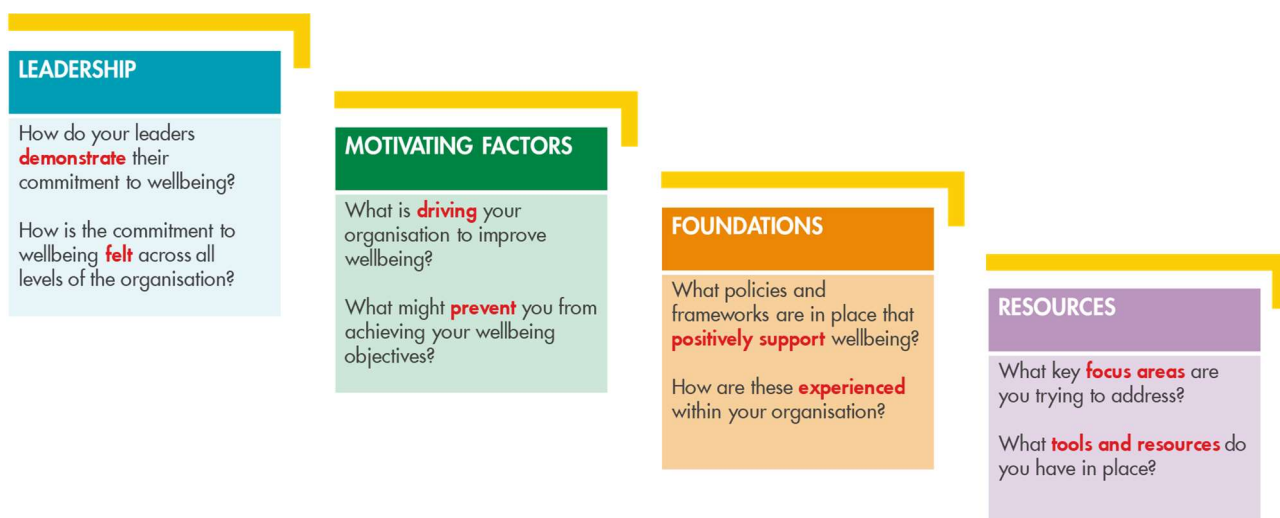 LEADERSHIP
How do your leaders
demonstrate their
commitment to wellbeing?
How is the commitment to
wellbeing felt across all
levels of the organisation?
MOTIVATING FACTORS
What is driving your
organisation to improve
wellbeing?
What might prevent you from
achieving your wellbeing
objectives?
FOUNDATIONS
What policies and
frameworks are in place that
positively support wellbeing?
How are these experienced
within your organisation?
RESOURCES
What key focus areas are
you trying to address?
What tools and resources do
you have in place?